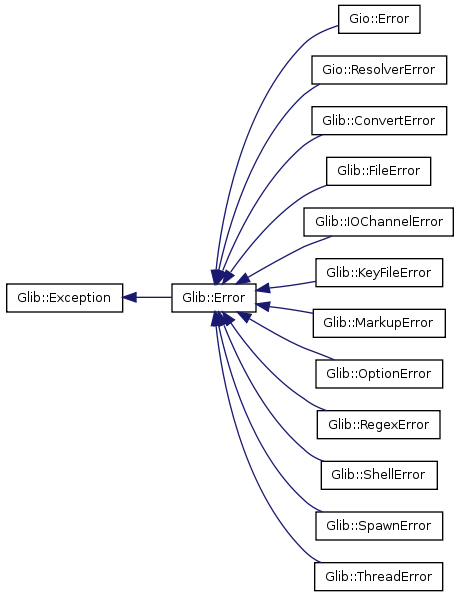 Gio::Error
Gio::ResolverError
Glib::ConvertError
Glib::FileError
Glib::IOChannelError
Glib::KeyFileError
Glib::Exception
Glib::Error
Glib::MarkupError
Glib::OptionError
Glib::RegexError
Glib::ShellError
Glib::SpawnError
Glib::ThreadError